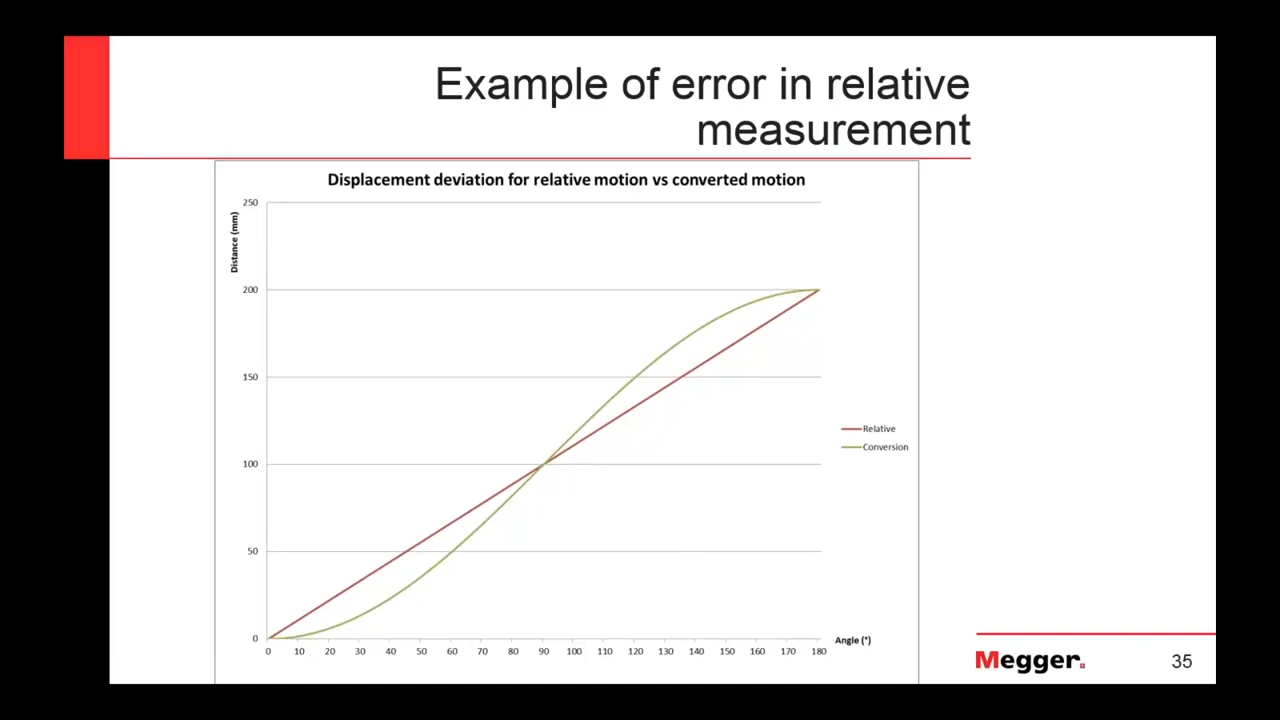 Example of error in relative
measurement
Displacement deviation for relative motion vs converted motion
Distance (mm)
250
200
150
100
50
0
0 10 20 30 40 50 60 70 80 90 100 110 120 130 140 150 160 170 180
Angle (°)
Relative
Conversion
Megger.
35